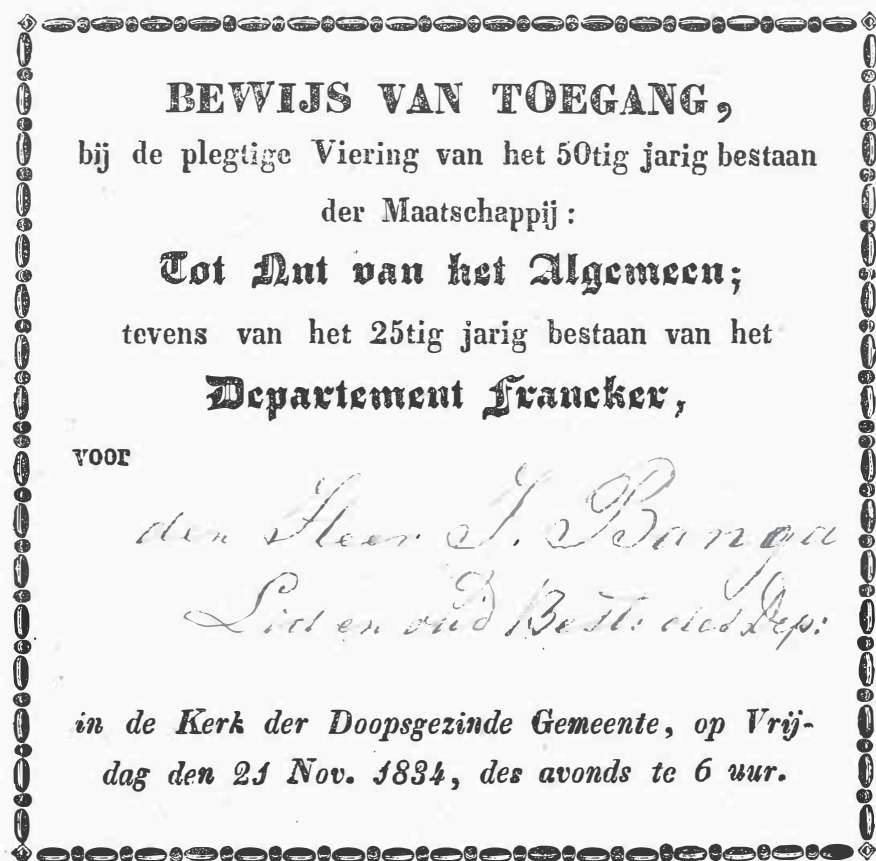 BEWIJS VAN TOEGANG,
bij de plegtige Viering van het 50tig jarig bestaan
der Maatschappij :
Tot Nut van het Algemeen;
tevens van het 25tig jarig bestaan van het
Departement Franeker,
voor
den Heer J. Banga
Lid en oud Best: des Dep:
in de Kerk der Doopsgezinde Gemeente, op Vrij-
dag den 21 Nov. 1834, des avonds te 6 uur.